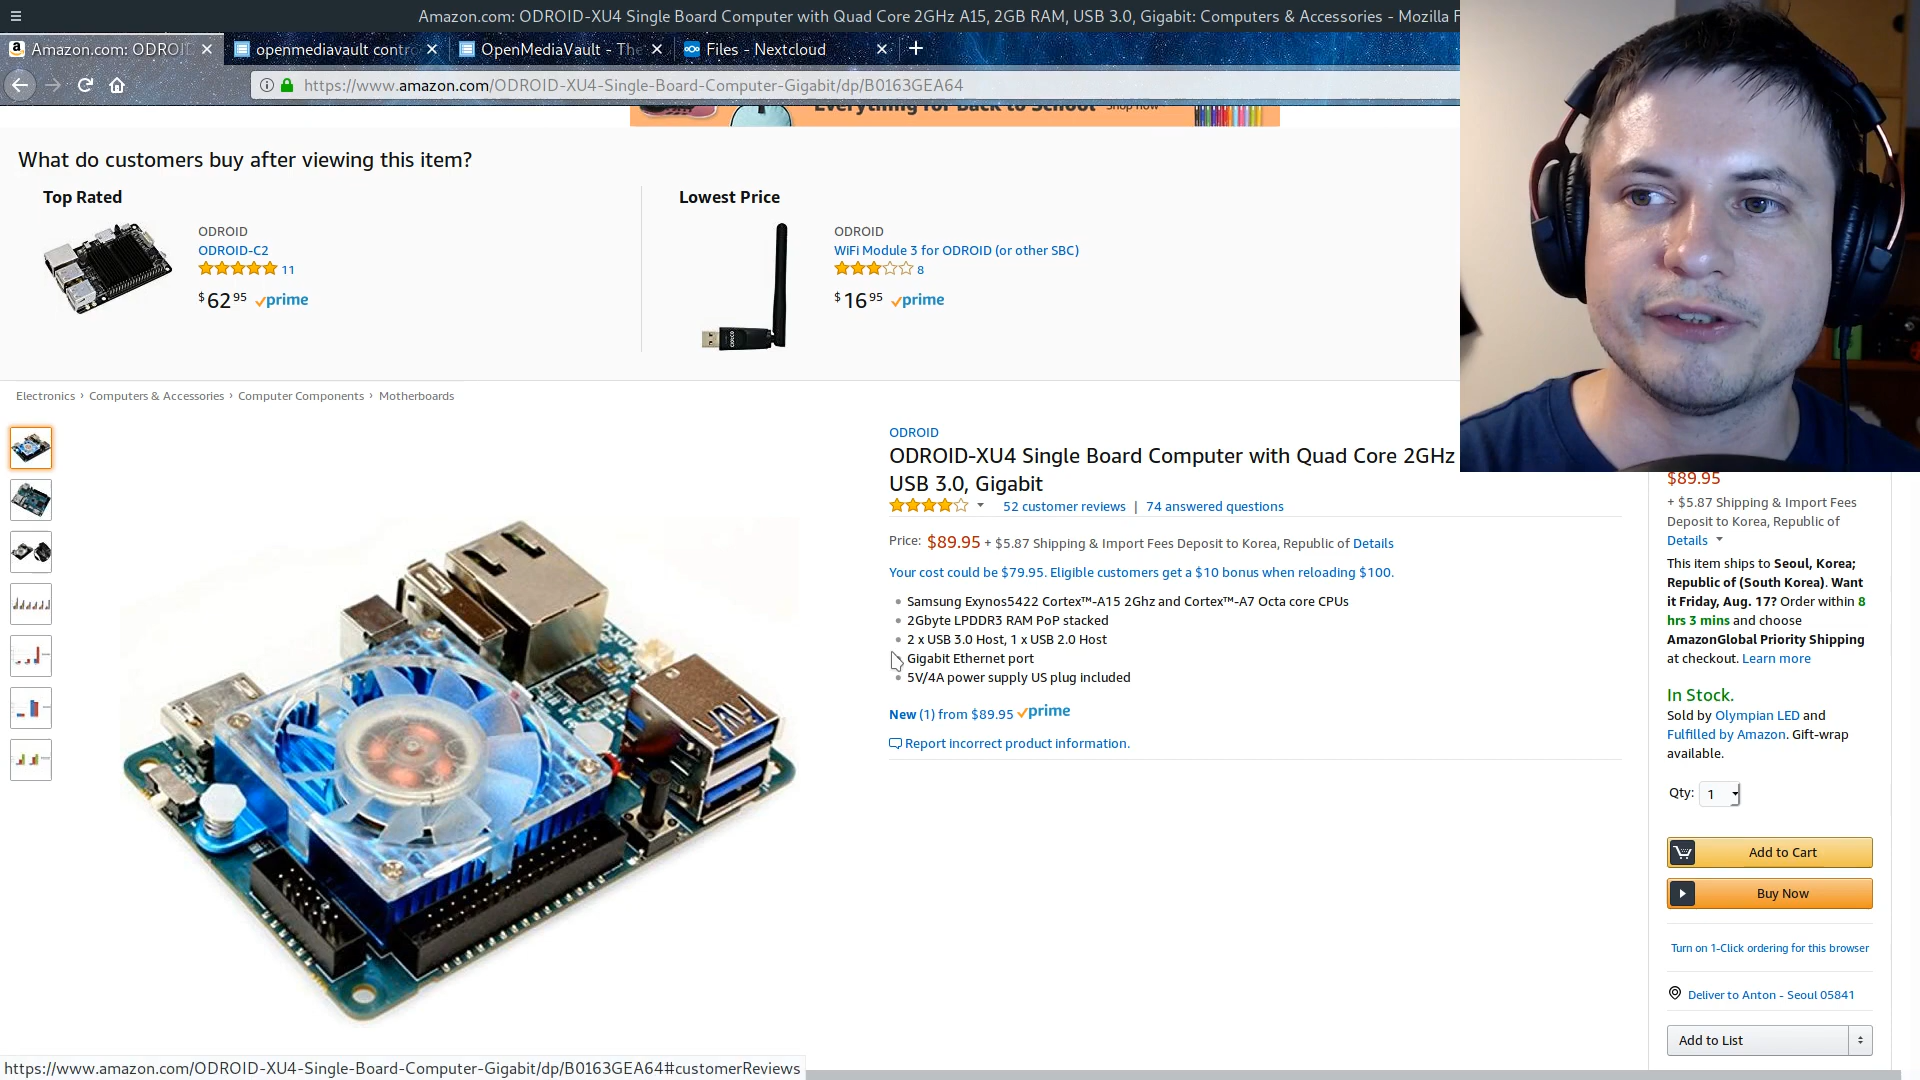 Amazon.com: ODROID-XU4 Single Board Computer with Quad Core 2GHz A15, 2GB RAM, USB 3.0, Gigabit: Computers & Accessories - Mozilla F
Amazon.com: ODROI
openmediavault contro
OpenMediaVault - The
Files - Nextcloud
https://www.amazon.com/ODROID-XU4-Single-Board-Computer-Gigabit/dp/B0163GEA64
Everything for Back to School Shop now
What do customers buy after viewing this item?
Top Rated
ODROID
ODROID-C2
11
$62.95 prime
Lowest Price
ODROID
WiFi Module 3 for ODROID (or other SBC)
8
$16.95 prime
Electronics › Computers & Accessories › Computer Components › Motherboards
ODROID
ODROID-XU4 Single Board Computer with Quad Core 2GHz
USB 3.0, Gigabit
52 customer reviews | 74 answered questions
Price: $89.95 + $5.87 Shipping & Import Fees Deposit to Korea, Republic of Details
Your cost could be $79.95. Eligible customers get a $10 bonus when reloading $100.
Samsung Exynos5422 Cortex™-A15 2Ghz and Cortex™-A7 Octa core CPUs
2Gbyte LPDDR3 RAM PoP stacked
2 x USB 3.0 Host, 1 x USB 2.0 Host
Gigabit Ethernet port
5V/4A power supply US plug included
New (1) from $89.95 prime
Report incorrect product information.
$89.95
+ $5.87 Shipping & Import Fees
Deposit to Korea, Republic of
Details
This item ships to Seoul, Korea;
Republic of (South Korea). Want
it Friday, Aug. 17? Order within 8
hrs 3 mins and choose
AmazonGlobal Priority Shipping
at checkout. Learn more
In Stock.
Sold by Olympian LED and
Fulfilled by Amazon. Gift-wrap
available.
Qty: 1
Add to Cart
Buy Now
Turn on 1-Click ordering for this browser
Deliver to Anton - Seoul 05841
Add to List
https://www.amazon.com/ODROID-XU4-Single-Board-Computer-Gigabit/dp/B0163GEA64#customerReviews